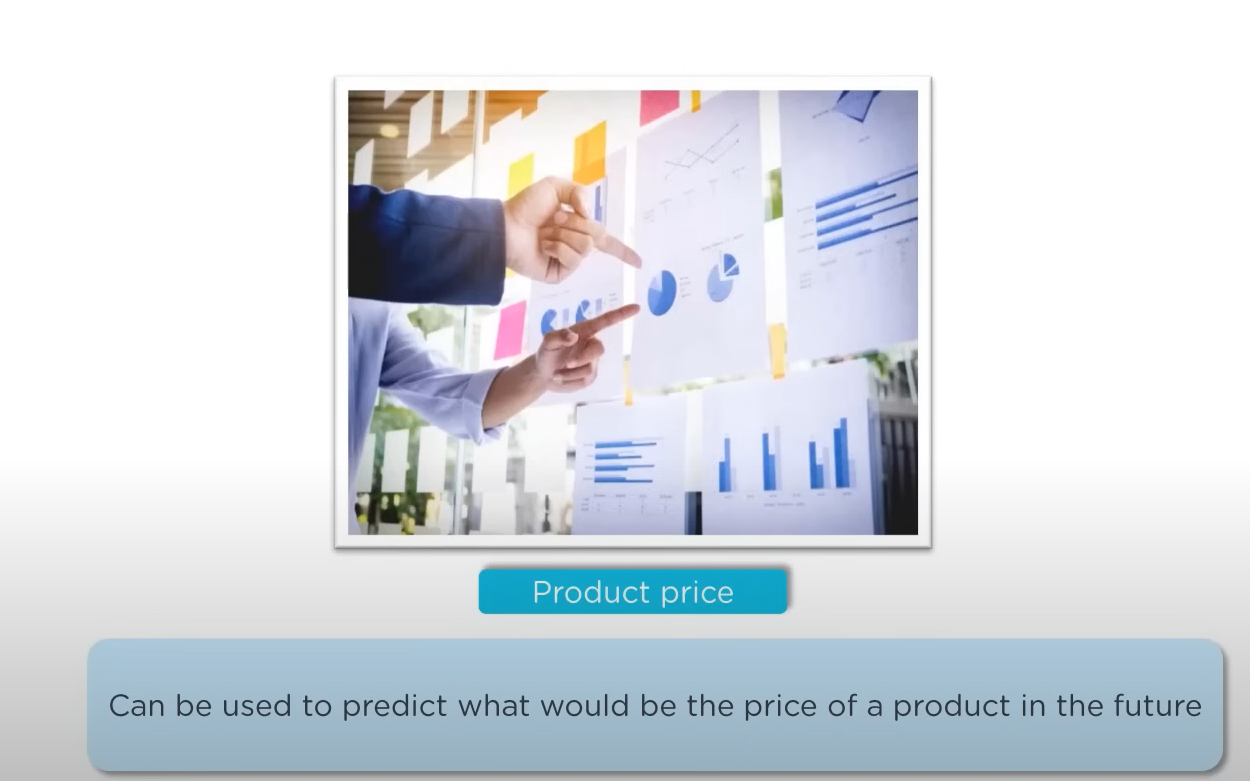 Product price
Can be used to predict what would be the price of a product in the future